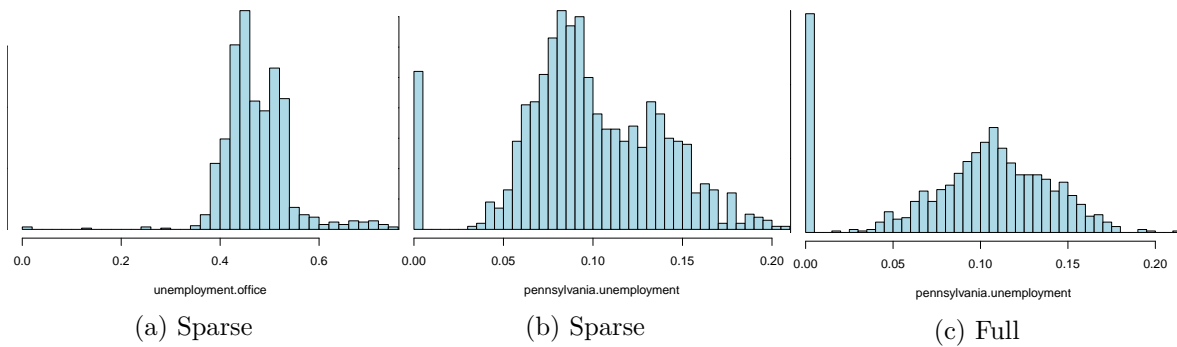 0.0 0.2 0.4 0.6
unemployment.office
(a) Sparse
0.00 0.05 0.10 0.15 0.20
pennsylvania.unemployment
(b) Sparse
0.00 0.05 0.10 0.15 0.20
pennsylvania.unemployment
(c) Full